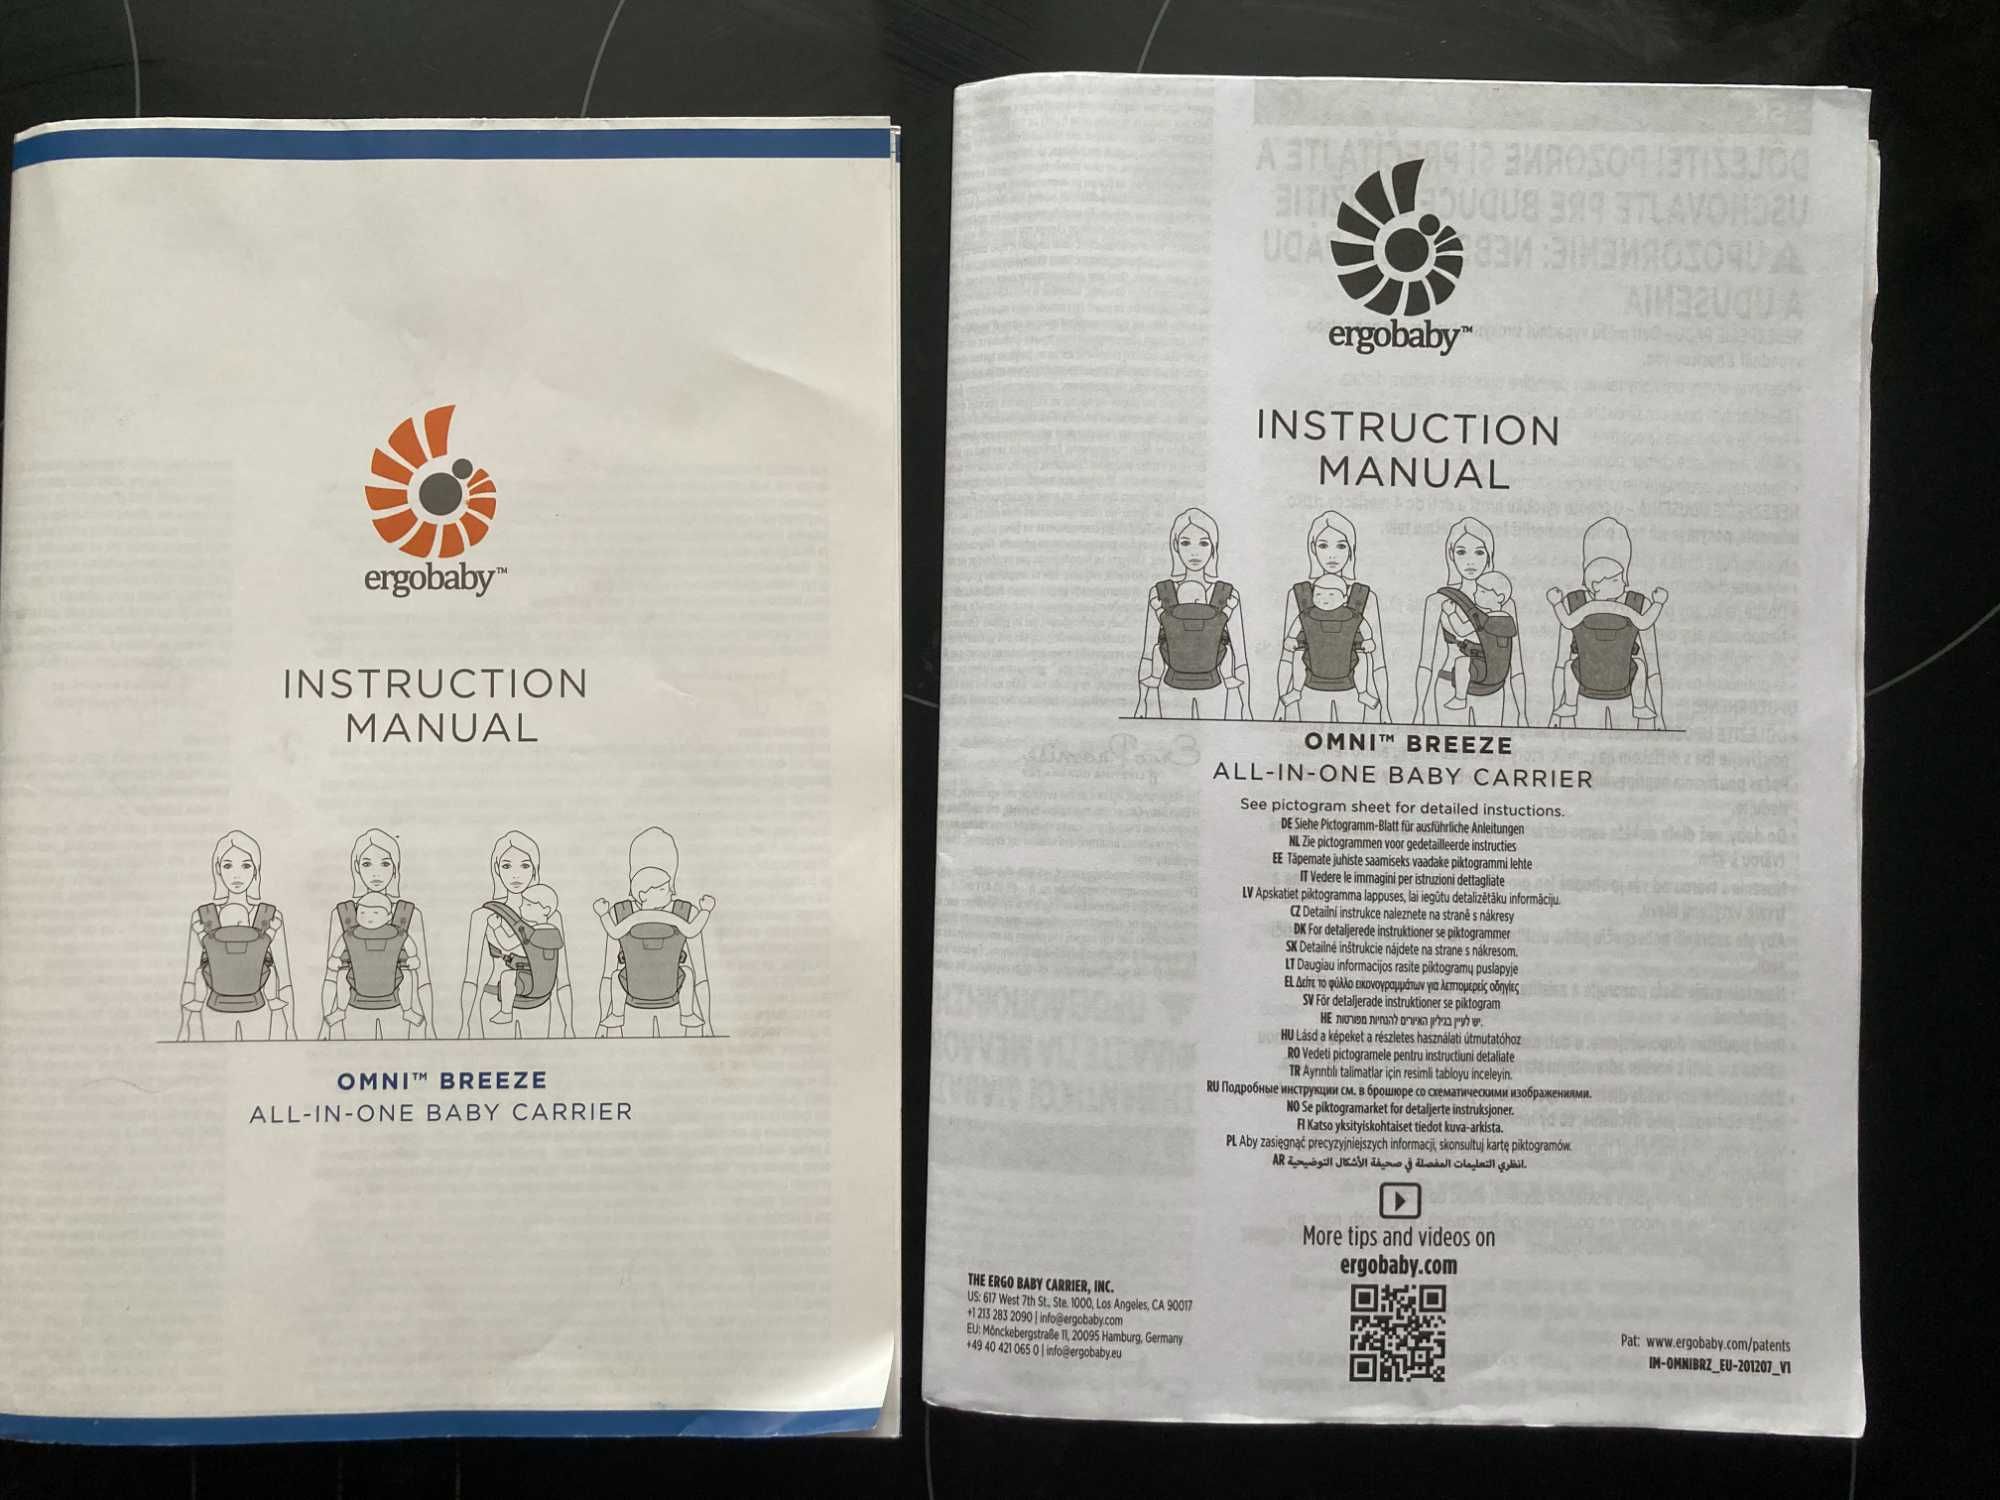 ergobaby™
INSTRUCTION
MANUAL
OMNI™ BREEZE
ALL-IN-ONE BABY CARRIER
ergobaby™
INSTRUCTION
MANUAL
OMNI™ BREEZE
ALL-IN-ONE BABY CARRIER
See pictogram sheet for detailed instuctions.
DE Siehe Pictogramm-Blatt für ausführliche Anleitungen
NL Zie pictogrammen voor gedetailleerde instructies
EE Täpemate juhiste saamiseks vaadake piktogrammi lehte
IT Vedere le immagini per istruzioni dettagliate
LV Apskatiet piktogramma lappuses, lai iegūtu detalizētāku informāciju.
CZ Detailní instrukce naleznete na straně s nákresy
DK For detaljerede instruktioner se piktogrammer
SK Detailné inštrukcie nájdete na strane s nákresom.
LT Daugiau informacijos rasite piktogramų puslapyje
EL Δείτε το φύλλο εικονογραμμάτων για λεπτομερείς οδηγίες
SV För detaljerade instruktioner se piktogram
HE יש לעיין בגיליון האיורים להנחיות מפורטות.
HU Lásd a képeket a részletes használati útmutatóhoz
RO Vedeti pictogramele pentru instructiuni detaliate
TR Ayrıntılı talimatlar için resimli tabloyu inceleyin.
RU Подробные инструкции см. в брошюре со схематическими изображениями.
NO Se piktogramarket for detaljerte instruksjoner.
FI Katso yksityiskohtaiset tiedot kuva-arkista.
PL Aby zasięgnąć precyzyjniejszych informacji, skonsultuj kartę piktogramów.
AR انظري التعليمات المفصلة في صحيفة الأشكال التوضيحية.
More tips and videos on
ergobaby.com
THE ERGO BABY CARRIER, INC.
US: 617 West 7th St., Ste. 1000, Los Angeles, CA 90017
+1 213 283 2090 | info@ergobaby.com
EU: Mönckebergstraße 11, 20095 Hamburg, Germany
+49 40 421 065 0 | info@ergobaby.eu
Pat: www.ergobaby.com/patents
IM-OMNIBRZ_EU-201207_V1